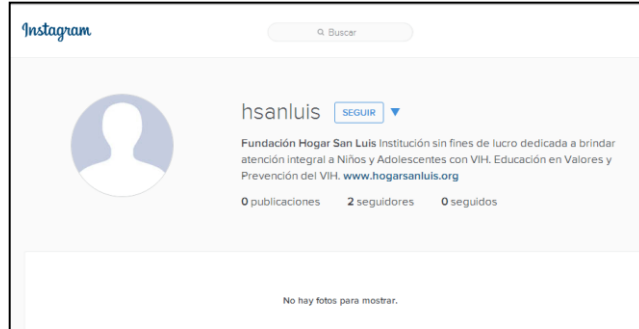 Instagram
Buscar
hsanluis SEGUIR
Fundación Hogar San Luis Institución sin fines de lucro dedicada a brindar
atención integral a Niños y Adolescentes con VIH. Educación en Valores y
Prevención del VIH. www.hogarsanluis.org
0 publicaciones 2 seguidores 0 seguidos
No hay fotos para mostrar.